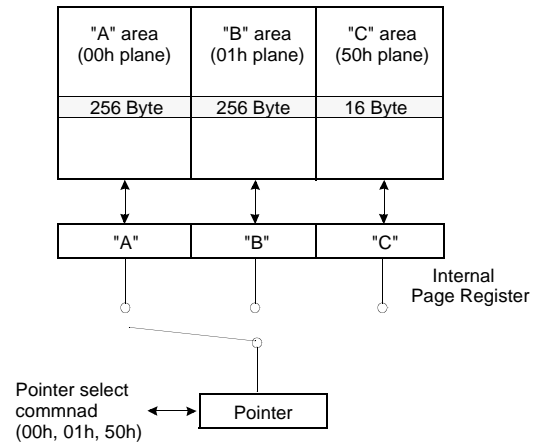 "A" area
(00h plane)
"B" area
(01h plane)
"C" area
(50h plane)
256 Byte
256 Byte
16 Byte
"A"
"B"
"C"
Internal
Page Register
Pointer select
commnad
(00h, 01h, 50h)
Pointer